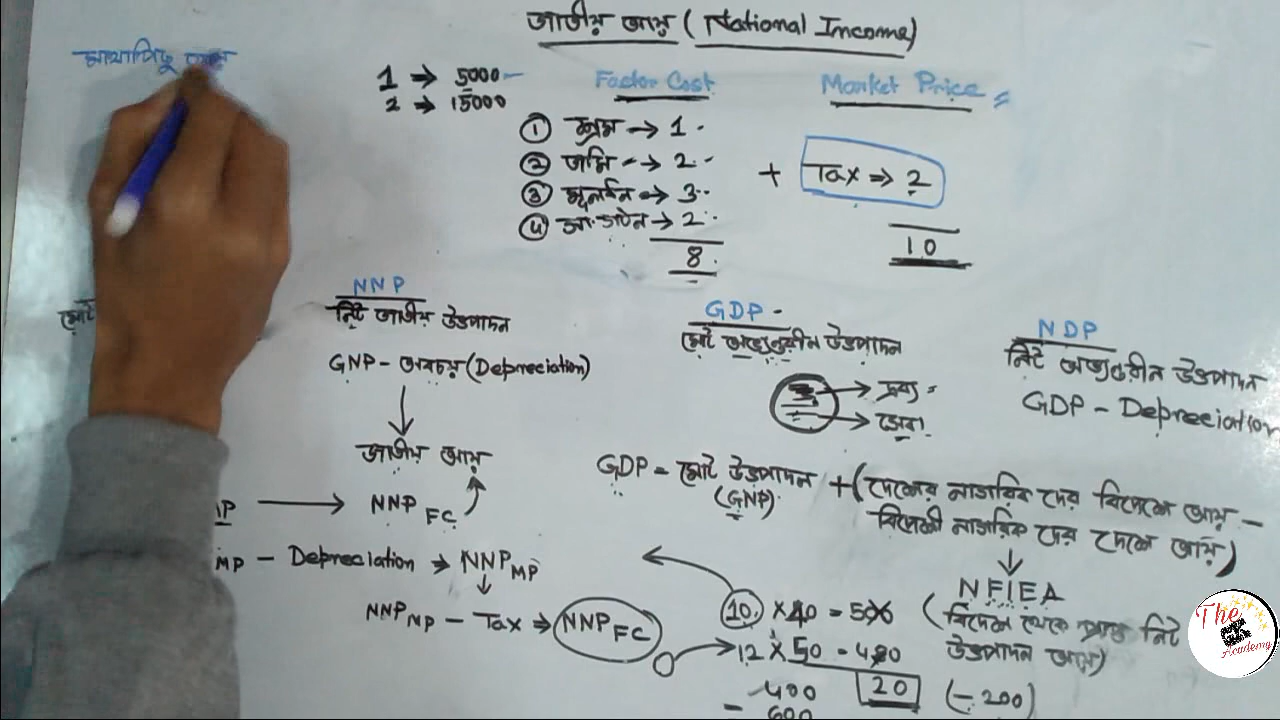 জাতীয় আয় (National Income)
মাথাপিছু
1 → 5000
2 → 15000
Factor Cost
① শ্রম → 1
② জমি → 2
③ মূলধন → 3
④ সংগঠন → 2
8
Market Price
+ Tax ⇒ 2
10
মোট
NNP
নিট জাতীয় উৎপাদন
GNP - অবচয় (Depreciation)
জাতীয় আয়
→ NNP FC
MP - Depreciation → NNP MP
NNP MP - Tax ⇒ NNP FC
GDP -
মোট অভ্যন্তরীন উৎপাদন
→ দ্রব্য
→ সেবা
NDP
নিট অভ্যন্তরীন উৎপাদন
GDP - Depreciation
GDP = মোট উৎপাদন (GNP) + (দেশের নাগরিক দের বিদেশে আয় -
বিদেশী নাগরিক দের দেশে আয়)
NFIEA
(বিদেশ থেকে প্রাপ্ত নিট
উৎপাদন আয়)
10 × 40 =
12 × 50 =
20 (- 200)
- 400
600
The
Academy